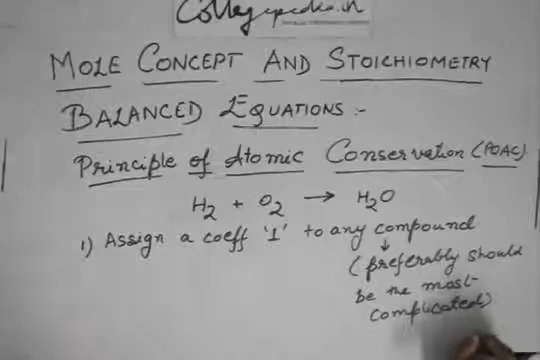 Collegepedia.in
MOLE CONCEPT AND STOICHIOMETRY
BALANCED EQUATIONS :-
Principle of Atomic Conservation (POAC)
H₂ + O₂ → H₂O
1) Assign a coeff '1' to any compound
↓
(preferably should
be the most-
complicated)